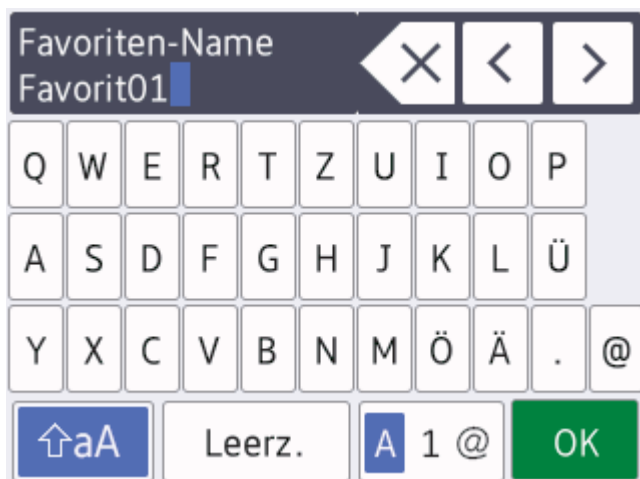 Favoriten-Name
Favorit01
Q W E R T Z U I O P
A S D F G H J K L Ü
Y X C V B N M Ö Ä . @
aA Leerz. A 1 @ OK